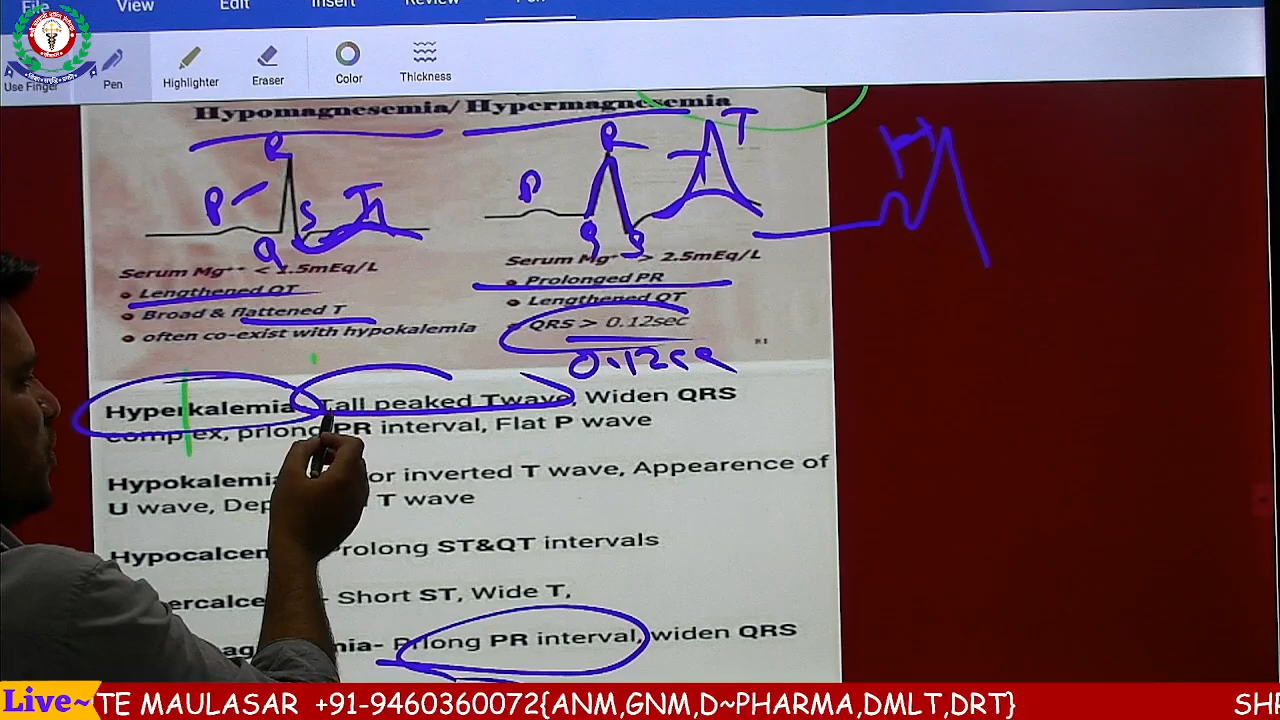 File View Edit Insert Review Pen
Use Finger Pen Highlighter Eraser Color Thickness
Hypomagnesemia/ Hypermagnesemia
R R T
P S T P
Q Q S
Serum Mg⁺⁺ < 1.5mEq/L
• Lengthened QT
• Broad & flattened T
• often co-exist with hypokalemia
Serum Mg⁺⁺ > 2.5mEq/L
• Prolonged PR
• Lengthened QT
QRS > 0.12sec
0.12sec
Hyperkalemia Tall peaked Twave, Widen QRS
complex, prlong PR interval, Flat P wave
Hypokalemia or inverted T wave, Appearence of
U wave, T wave
Prolong ST&QT intervals
- Short ST, Wide T,
Prlong PR interval, widen QRS
Live~ TE MAULASAR +91-9460360072{ANM,GNM,D~PHARMA,DMLT,DRT}